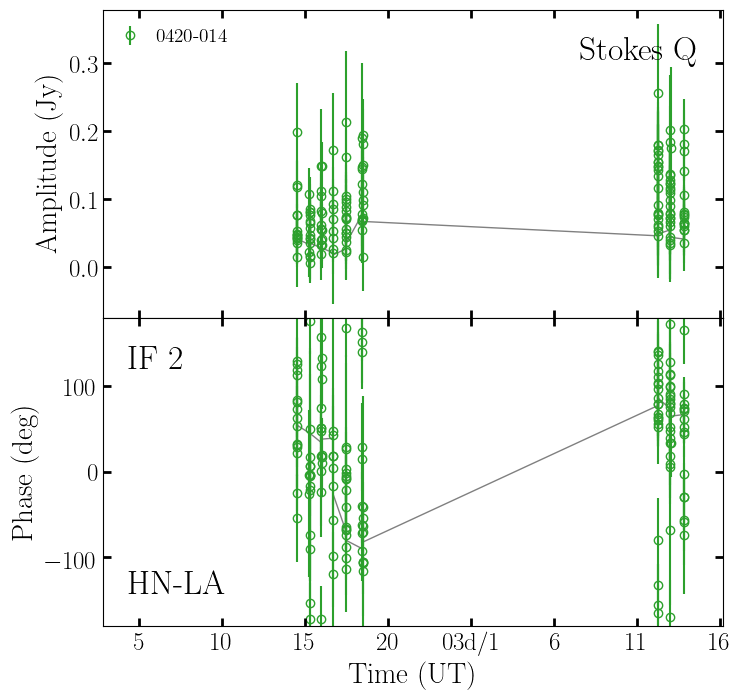 0420-014
Stokes Q
0.3
0.2
0.1
0.0
Amplitude (Jy)
IF 2
100
0
−100
Phase (deg)
HN-LA
5 10 15 20 03d/1 6 11 16
Time (UT)